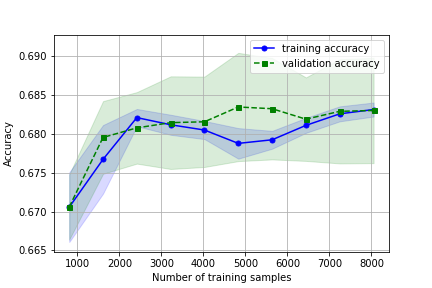 training accuracy
validation accuracy
0.690
0.685
0.680
0.675
0.670
0.665
Accuracy
1000 2000 3000 4000 5000 6000 7000 8000
Number of training samples